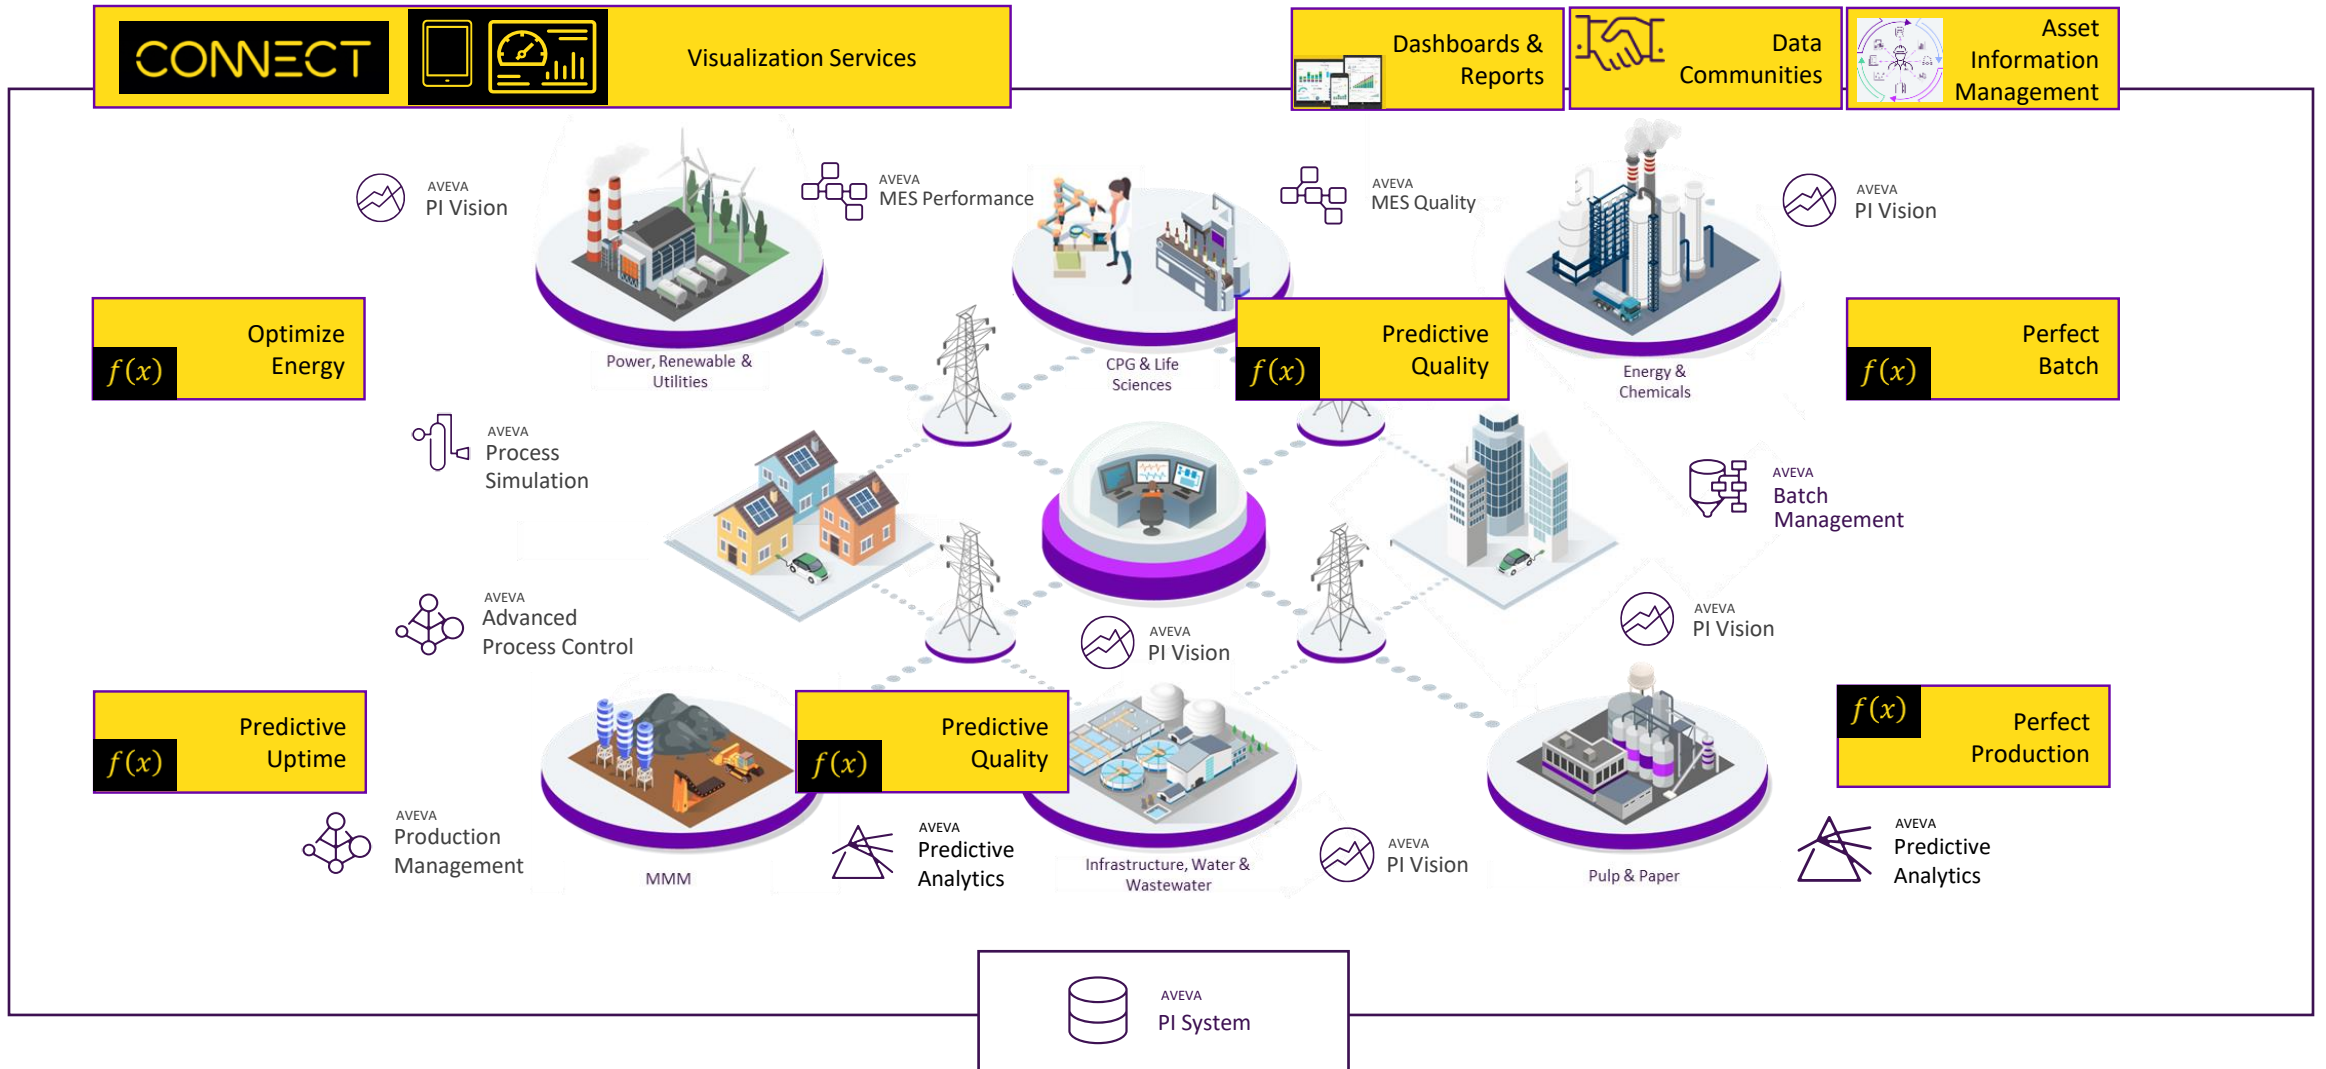 CONNECT
Visualization Services
Dashboards &
Reports
Data
Communities
Asset
Information
Management
AVEVA
PI Vision
AVEVA
MES Performance
AVEVA
MES Quality
AVEVA
PI Vision
Optimize
Energy
f(x)
Power, Renewable &
Utilities
CPG & Life
Sciences
Predictive
Quality
f(x)
Energy &
Chemicals
Perfect
Batch
f(x)
AVEVA
Process
Simulation
AVEVA
Batch
Management
AVEVA
Advanced
Process Control
AVEVA
PI Vision
AVEVA
PI Vision
Predictive
Uptime
f(x)
Predictive
Quality
f(x)
f(x)
Perfect
Production
AVEVA
Production
Management
MMM
AVEVA
Predictive
Analytics
Infrastructure, Water &
Wastewater
AVEVA
PI Vision
Pulp & Paper
AVEVA
Predictive
Analytics
AVEVA
PI System